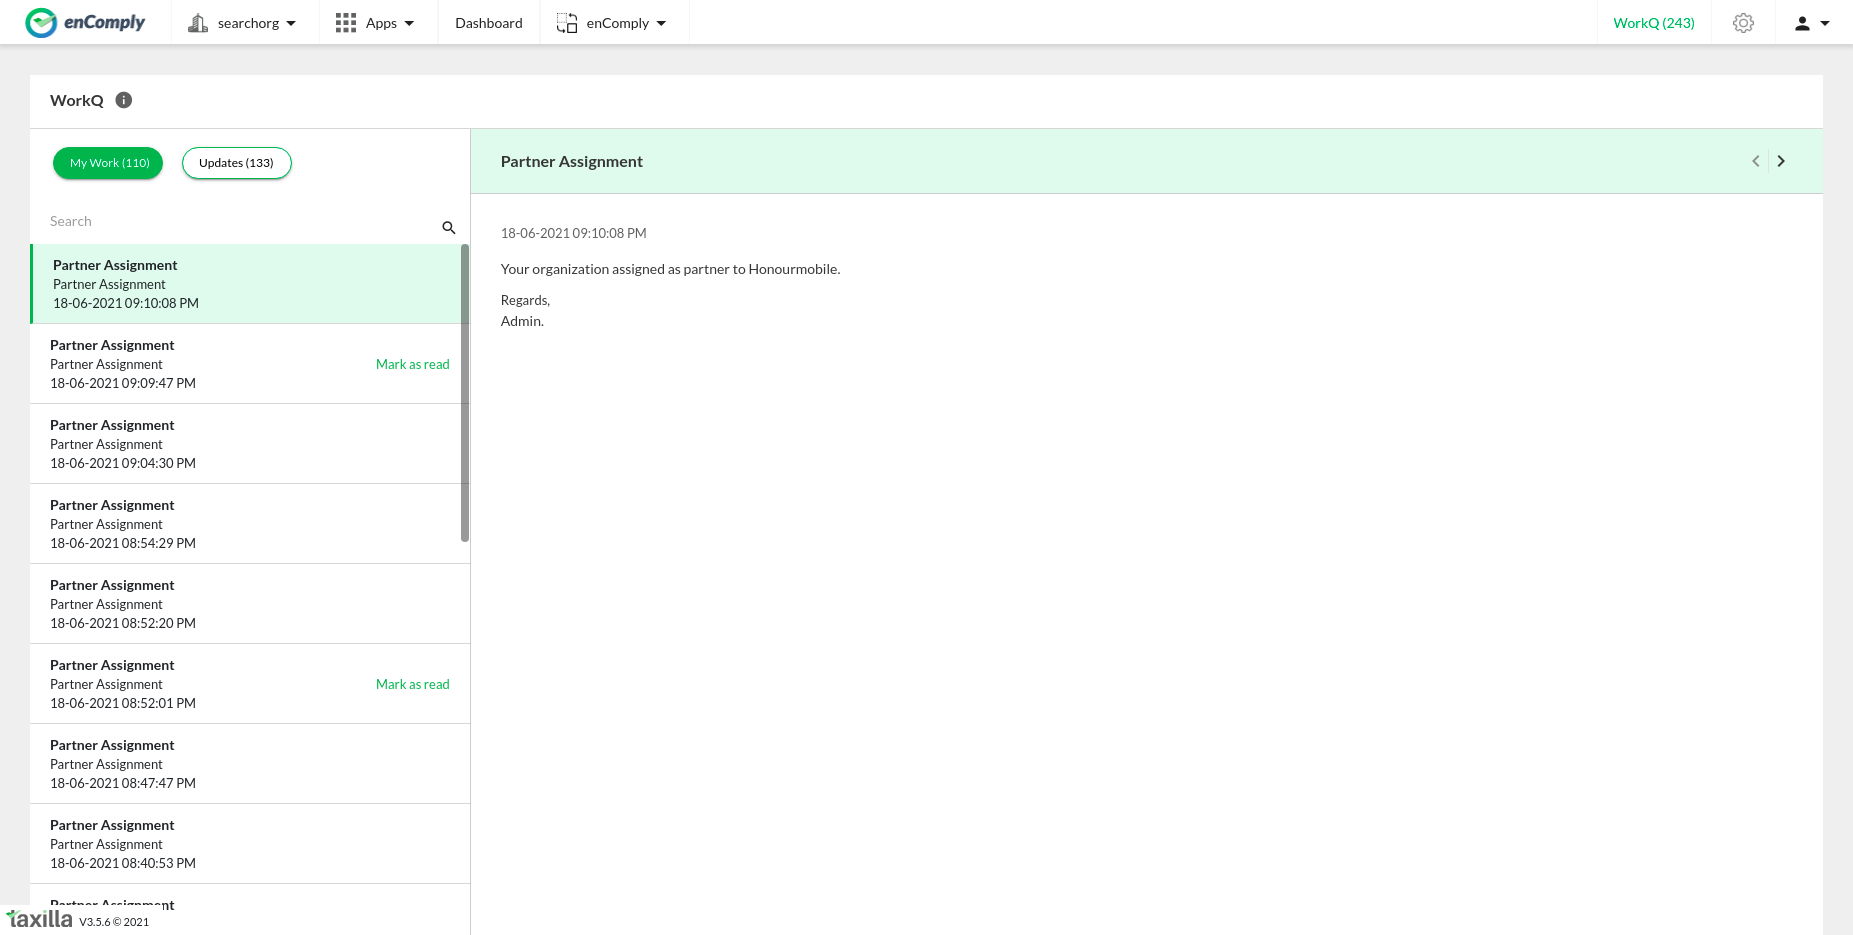 enComply
searchorg
Apps
Dashboard
enComply
WorkQ (243)
WorkQ
My Work (110)
Updates (133)
Search
Partner Assignment
Partner Assignment
18-06-2021 09:10:08 PM
Partner Assignment
Partner Assignment
Mark as read
18-06-2021 09:09:47 PM
Partner Assignment
Partner Assignment
18-06-2021 09:04:30 PM
Partner Assignment
Partner Assignment
18-06-2021 08:54:29 PM
Partner Assignment
Partner Assignment
18-06-2021 08:52:20 PM
Partner Assignment
Partner Assignment
Mark as read
18-06-2021 08:52:01 PM
Partner Assignment
Partner Assignment
18-06-2021 08:47:47 PM
Partner Assignment
Partner Assignment
18-06-2021 08:40:53 PM
Partner Assignment
Partner Assignment
18-06-2021 09:10:08 PM
Your organization assigned as partner to Honourmobile.
Regards,
Admin.
taxilla V3.5.6 © 2021